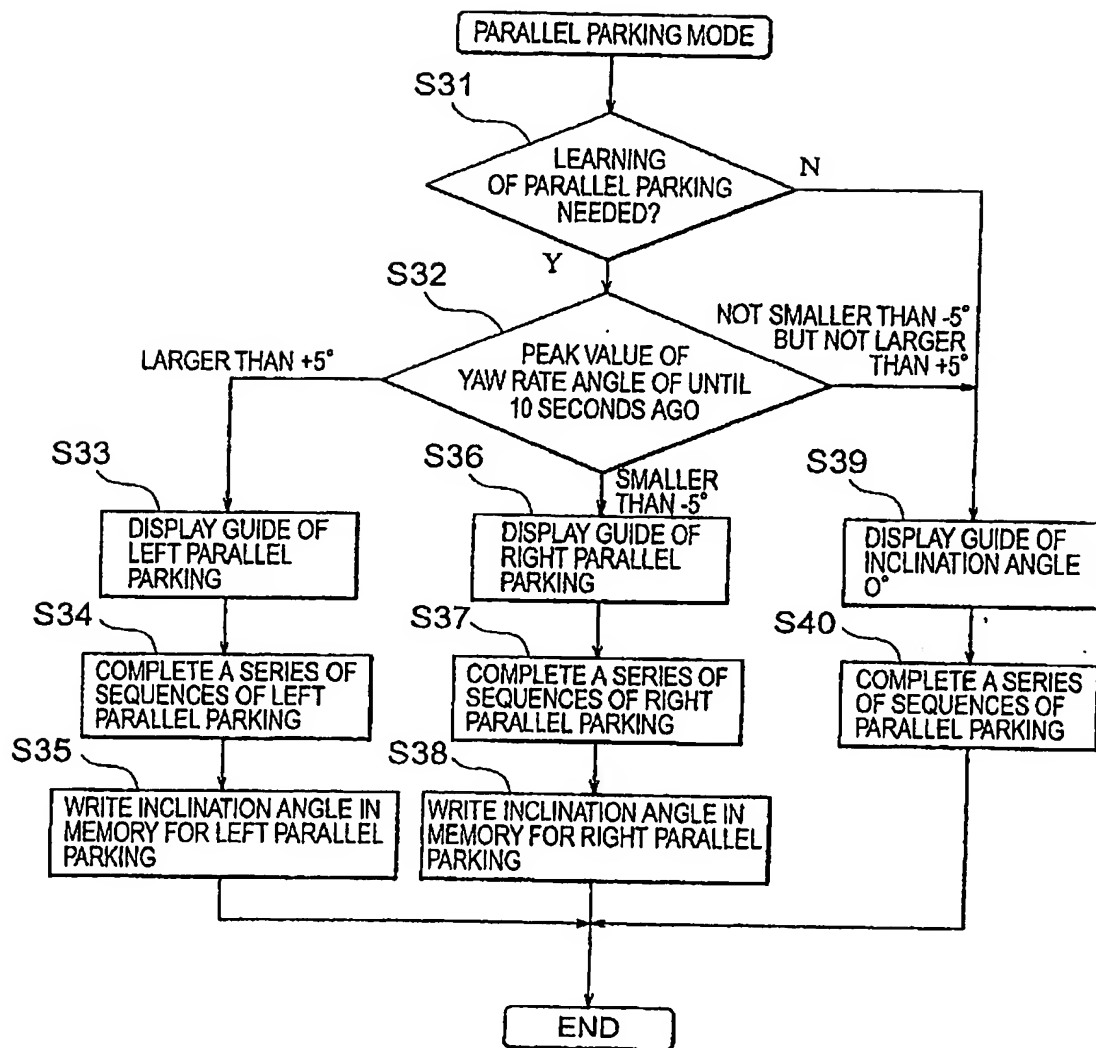 PARALLEL PARKING MODE
S31
LEARNING
OF PARALLEL PARKING
NEEDED?
N
Y
S32
PEAK VALUE OF
YAW RATE ANGLE OF UNTIL
10 SECONDS AGO
LARGER THAN +5°
NOT SMALLER THAN -5°
BUT NOT LARGER
THAN +5°
SMALLER
THAN -5°
S33
DISPLAY GUIDE OF
LEFT PARALLEL
PARKING
S36
DISPLAY GUIDE OF
RIGHT PARALLEL
PARKING
S39
DISPLAY GUIDE OF
INCLINATION ANGLE
0°
S34
COMPLETE A SERIES OF
SEQUENCES OF LEFT
PARALLEL PARKING
S37
COMPLETE A SERIES OF
SEQUENCES OF RIGHT
PARALLEL PARKING
S40
COMPLETE A SERIES
OF SEQUENCES OF
PARALLEL PARKING
S35
WRITE INCLINATION ANGLE IN
MEMORY FOR LEFT PARALLEL
PARKING
S38
WRITE INCLINATION ANGLE IN
MEMORY FOR RIGHT PARALLEL
PARKING
END